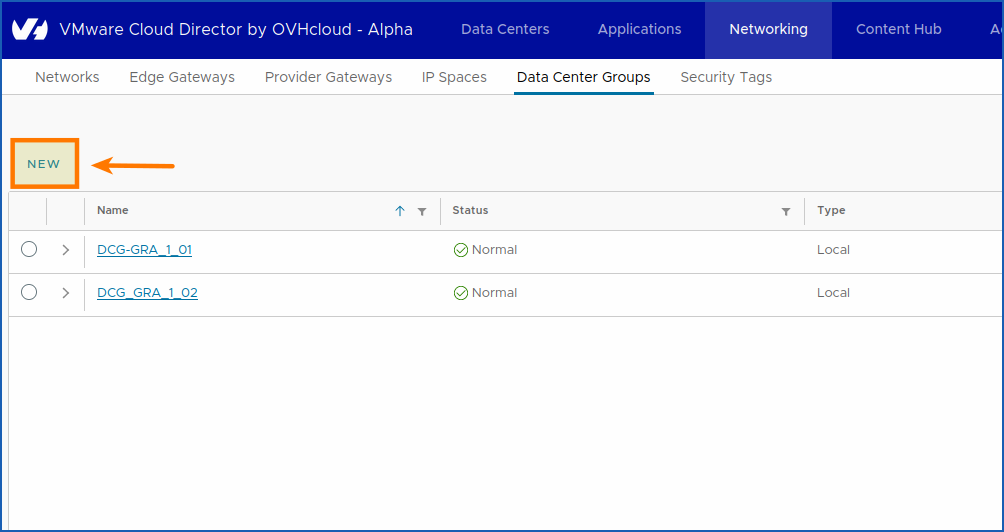 VMware Cloud Director by OVHcloud - Alpha Data Centers Applications Networking Content Hub
Networks Edge Gateways Provider Gateways IP Spaces Data Center Groups Security Tags
NEW
Name Status Type
DCG-GRA_1_01 Normal Local
DCG_GRA_1_02 Normal Local